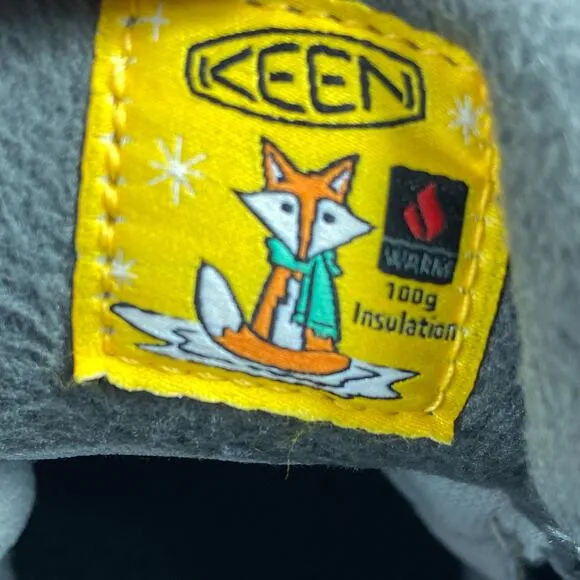 KEEN
WARM
100g
Insulation